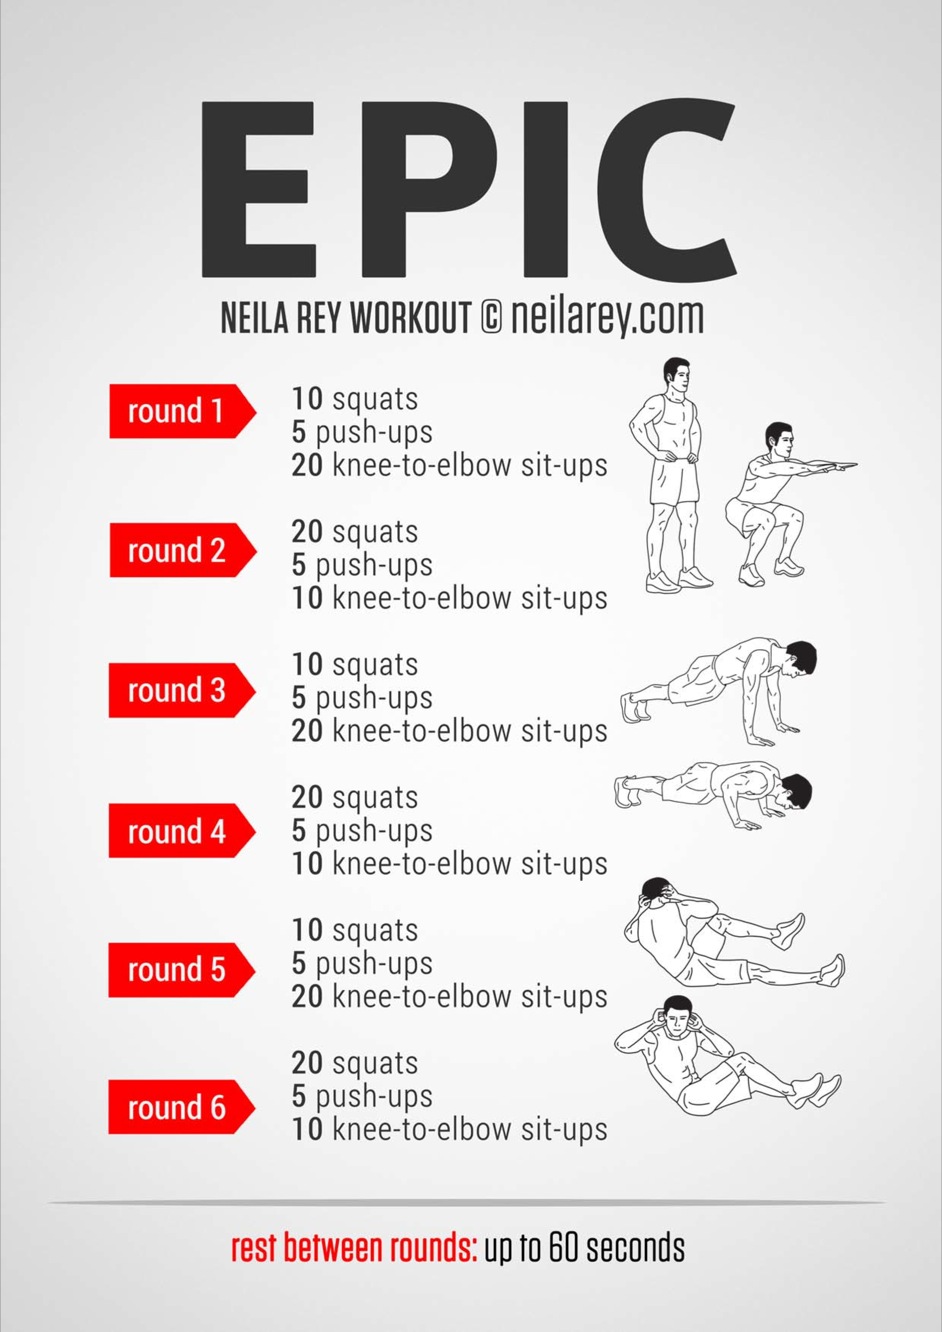 EPIC
NEILA REY WORKOUT © neilarey.com
round 1
10 squats
5 push-ups
20 knee-to-elbow sit-ups
round 2
20 squats
5 push-ups
10 knee-to-elbow sit-ups
round 3
10 squats
5 push-ups
20 knee-to-elbow sit-ups
round 4
20 squats
5 push-ups
10 knee-to-elbow sit-ups
round 5
10 squats
5 push-ups
20 knee-to-elbow sit-ups
round 6
20 squats
5 push-ups
10 knee-to-elbow sit-ups
rest between rounds: up to 60 seconds